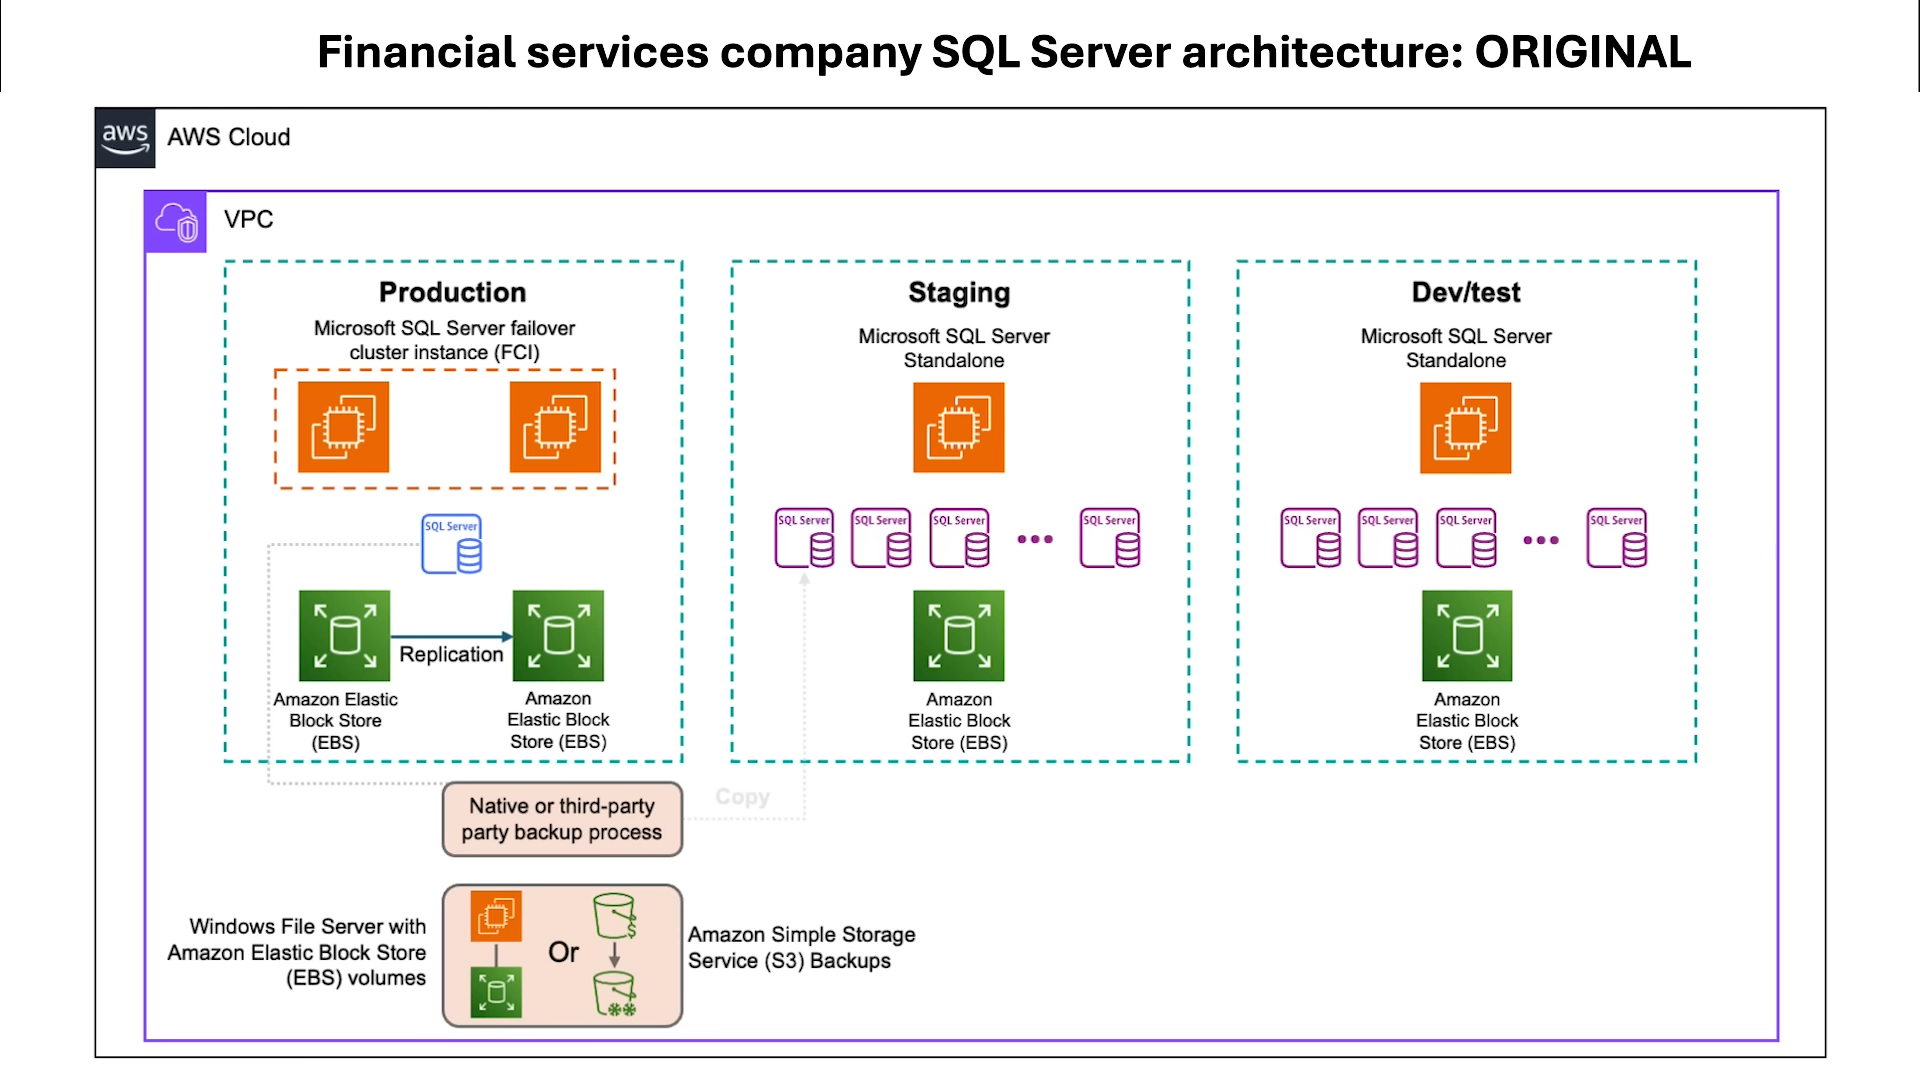 Financial services company SQL Server architecture: ORIGINAL
aws
AWS Cloud
VPC
Production
Microsoft SQL Server failover
cluster instance (FCI)
SQL Server
Replication
Amazon Elastic
Block Store
(EBS)
Amazon
Elastic Block
Store (EBS)
Staging
Microsoft SQL Server
Standalone
SQL Server
SQL Server
SQL Server
SQL Server
Amazon
Elastic Block
Store (EBS)
Dev/test
Microsoft SQL Server
Standalone
SQL Server
SQL Server
SQL Server
SQL Server
Amazon
Elastic Block
Store (EBS)
Native or third-party
party backup process
Copy
Windows File Server with
Amazon Elastic Block Store
(EBS) volumes
Or
$
Amazon Simple Storage
Service (S3) Backups